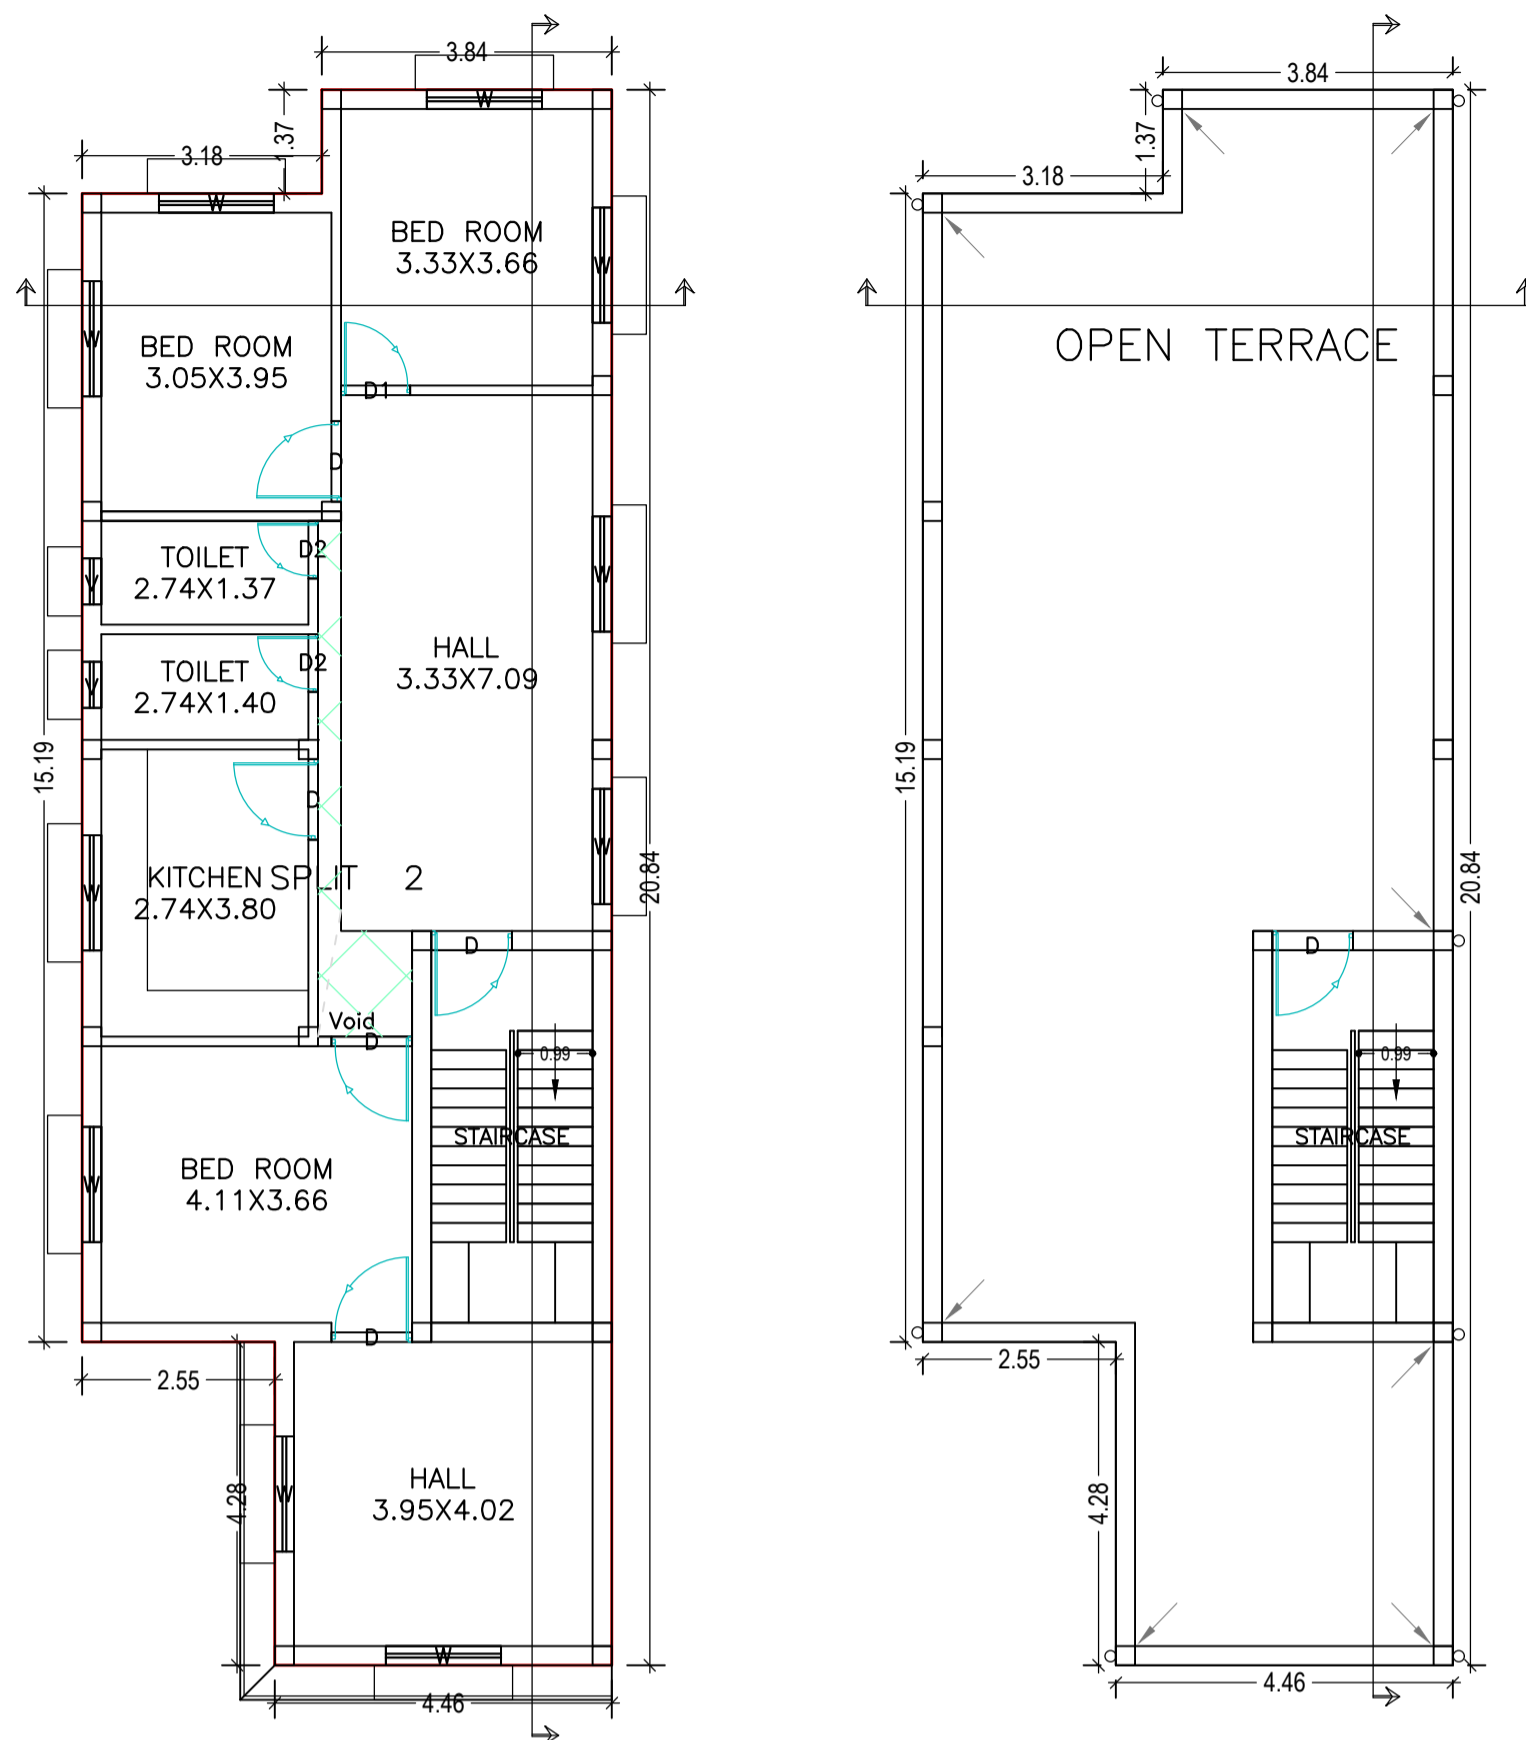 3.84
3.84
W
1.37
1.37
3.18
3.18
W
BED ROOM
3.33X3.66
W
W
BED ROOM
3.05X3.95
OPEN TERRACE
D1
D
TOILET
2.74X1.37
D2
V
W
HALL
3.33X7.09
TOILET
2.74X1.40
D2
V
15.19
15.19
D
W
KITCHEN
2.74X3.80
SPLIT 2
W
20.84
20.84
D
D
Void
D
0.99
0.99
STAIRCASE
STAIRCASE
BED ROOM
4.11X3.66
W
D
2.55
2.55
HALL
3.95X4.02
W
4.28
4.28
W
4.46
4.46